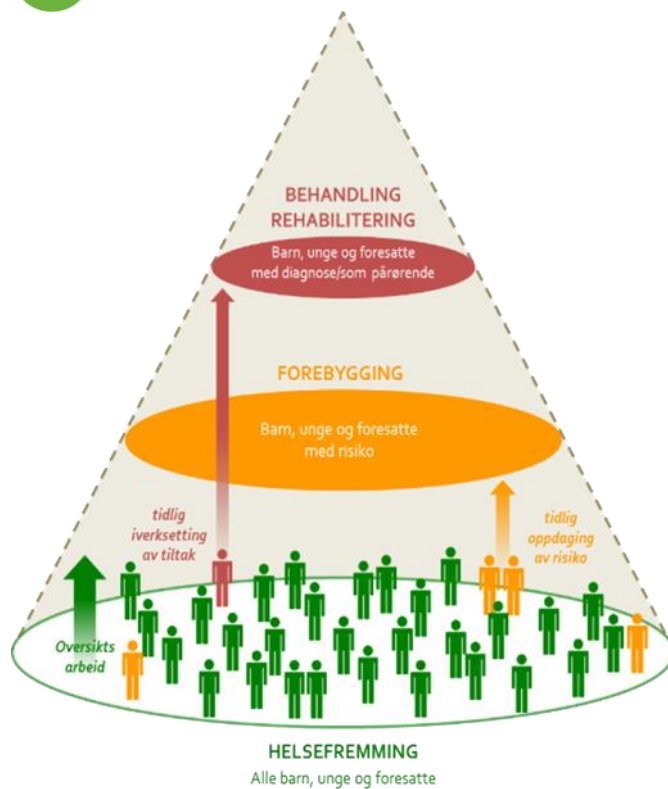 BEHANDLING
REHABILITERING
Barn, unge og foresatte
med diagnose/som pårørende
FOREBYGGING
Barn, unge og foresatte
med risiko
tidlig
iverksetting
av tiltak
tidlig
oppdaging
av risiko
Oversikts
arbeid
HELSEFREMMING
Alle barn, unge og foresatte